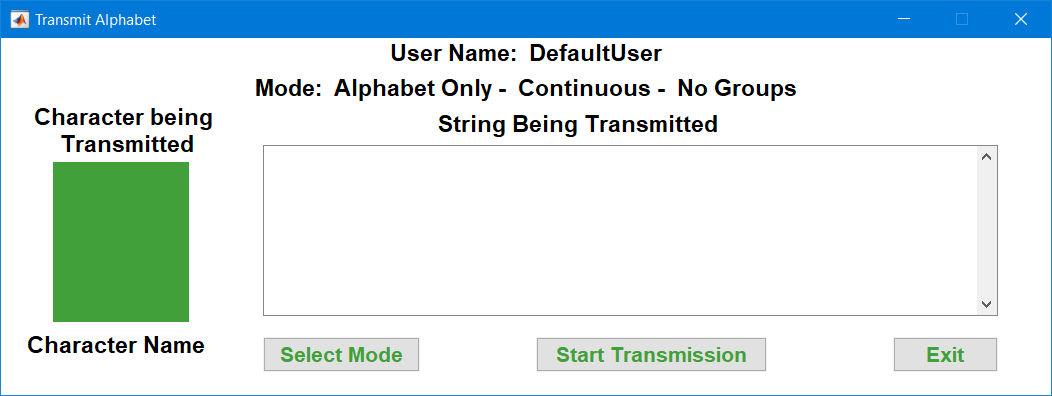 Transmit Alphabet
User Name:  DefaultUser
Mode:  Alphabet Only -  Continuous -  No Groups
Character being
Transmitted
String Being Transmitted
Character Name
Select Mode
Start Transmission
Exit